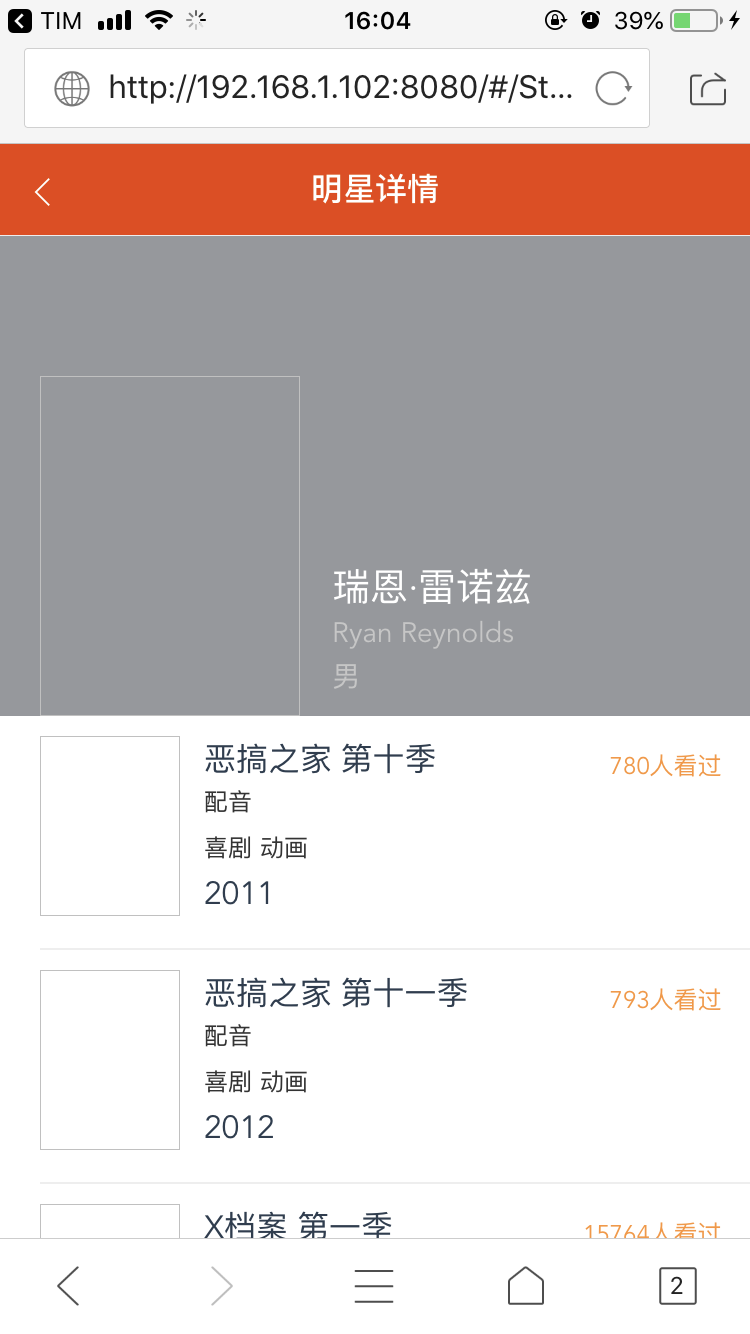 TIM
16:04
39%
http://192.168.1.102:8080/#/St...
明星详情
瑞恩·雷诺兹
Ryan Reynolds
男
恶搞之家 第十季
780人看过
配音
喜剧 动画
2011
恶搞之家 第十一季
793人看过
配音
喜剧 动画
2012
X档案 第一季
15764人看过
2